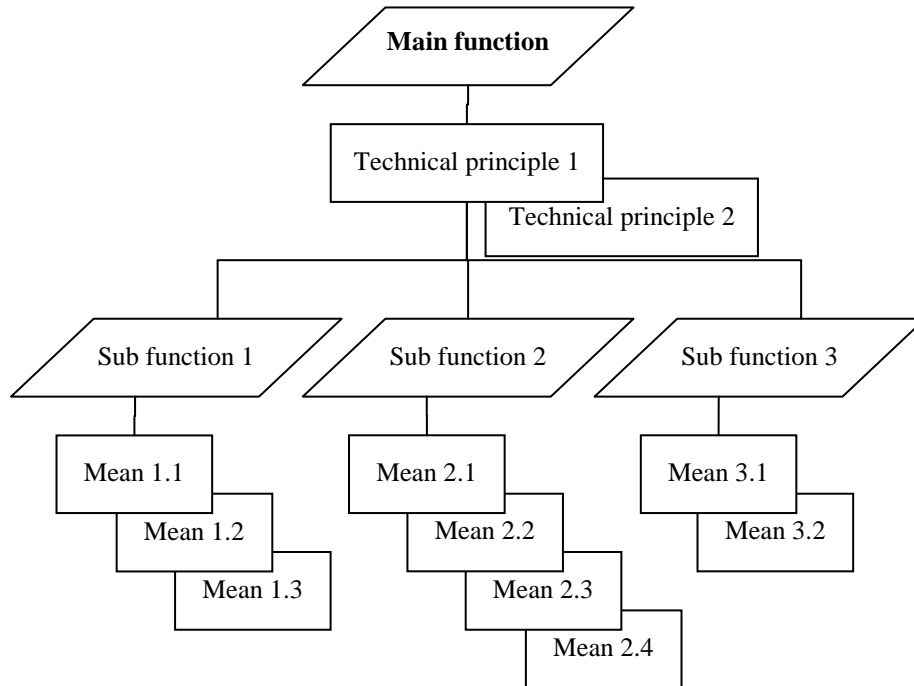 Main function
Technical principle 1
Technical principle 2
Sub function 1
Sub function 2
Sub function 3
Mean 1.1
Mean 2.1
Mean 3.1
Mean 1.2
Mean 2.2
Mean 3.2
Mean 1.3
Mean 2.3
Mean 2.4